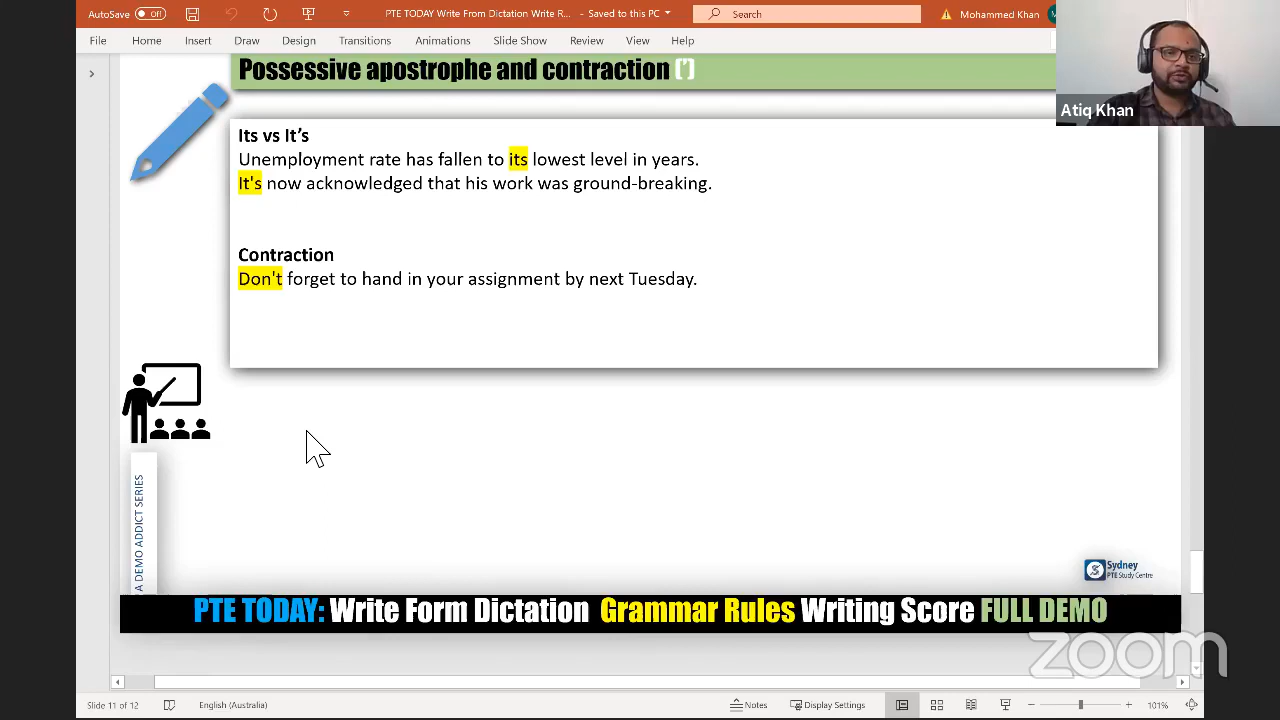 AutoSave Off PTE TODAY Write From Dictation Write R... - Saved to this PC Search Mohammed Khan
File Home Insert Draw Design Transitions Animations Slide Show Review View Help
Possessive apostrophe and contraction (’)
Atiq Khan
Its vs It’s
Unemployment rate has fallen to its lowest level in years.
It's now acknowledged that his work was ground-breaking.
Contraction
Don't forget to hand in your assignment by next Tuesday.
A DEMO ADDICT SERIES
Sydney
PTE Study Centre
PTE TODAY: Write Form Dictation Grammar Rules Writing Score FULL DEMO
zoom
Slide 11 of 12 English (Australia) Notes Display Settings 101%